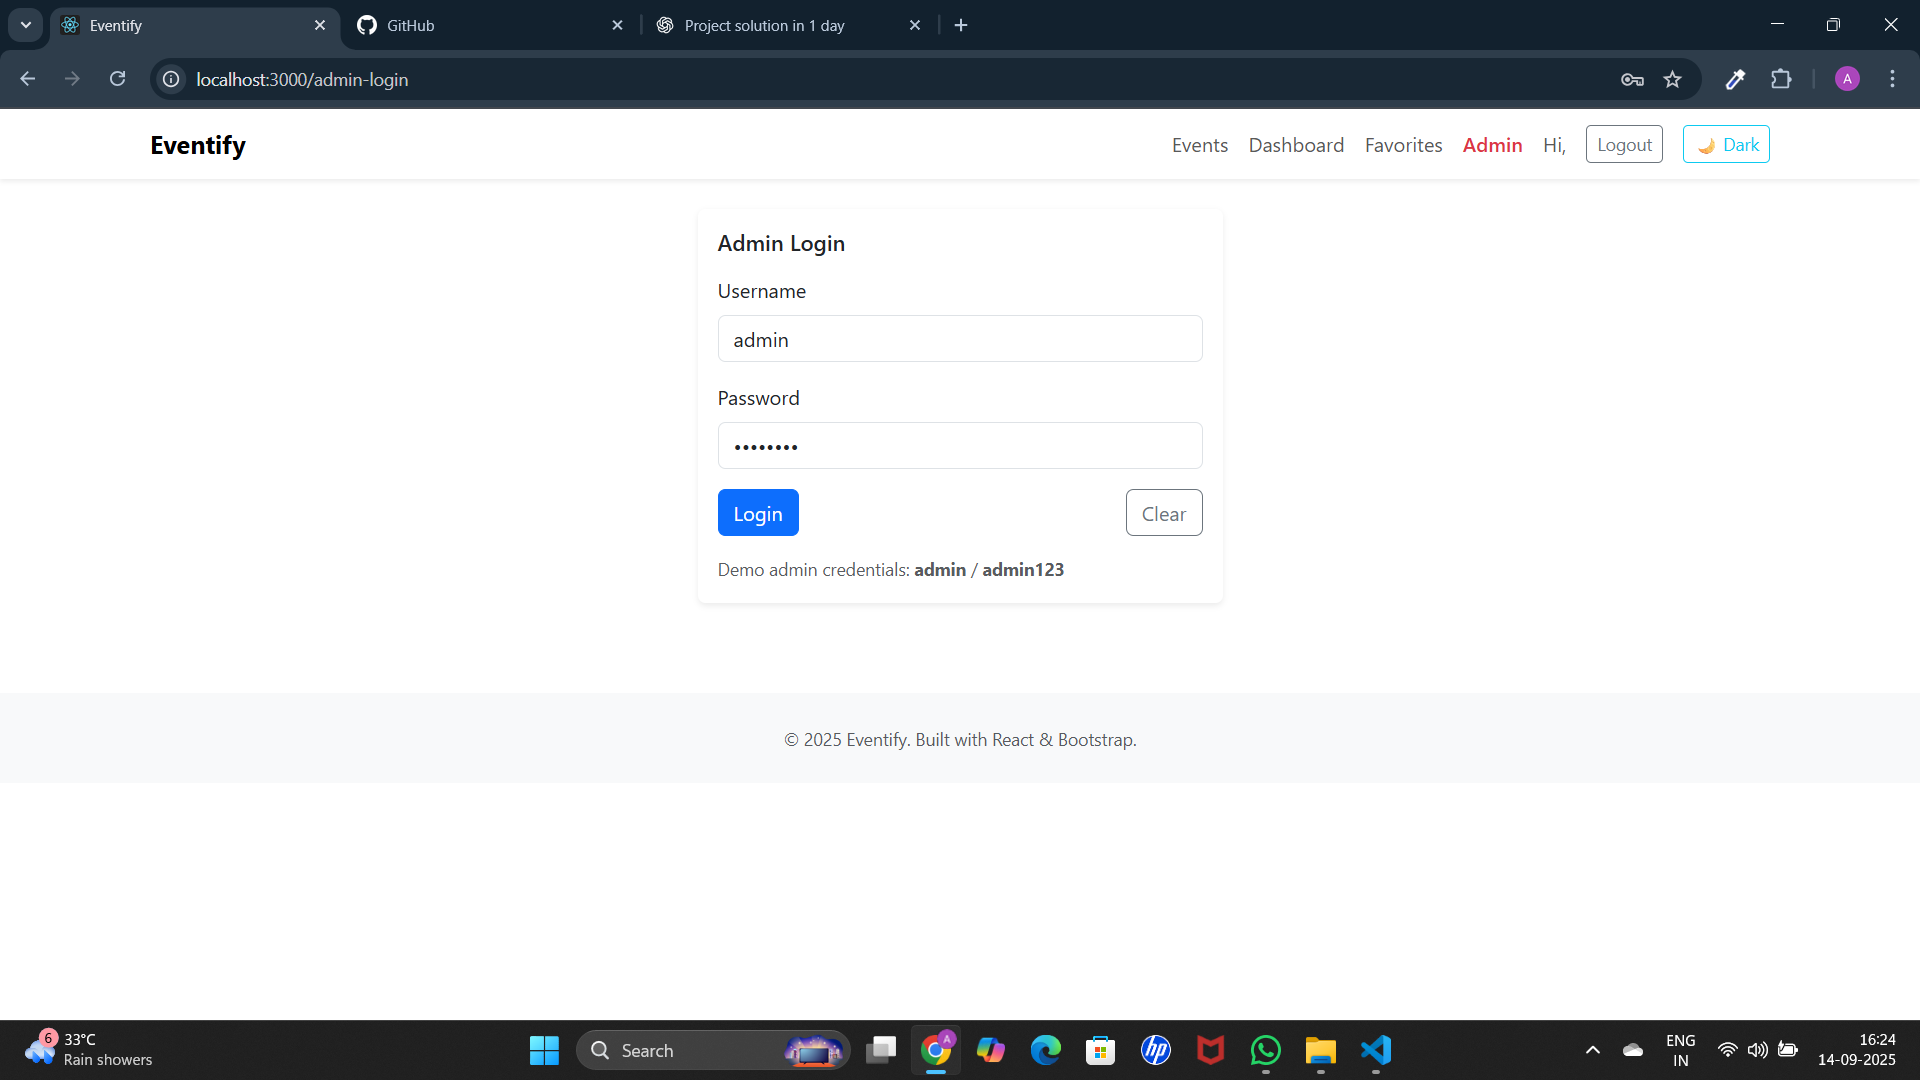 Eventify
GitHub
Project solution in 1 day
localhost:3000/admin-login
A
Eventify
Events Dashboard Favorites Admin Hi, Logout 🌙 Dark
Admin Login
Username
admin
Password
••••••••
Login Clear
Demo admin credentials: admin / admin123
© 2025 Eventify. Built with React & Bootstrap.
6
33°C
Rain showers
Search
A
hp
ENG
IN
16:24
14-09-2025